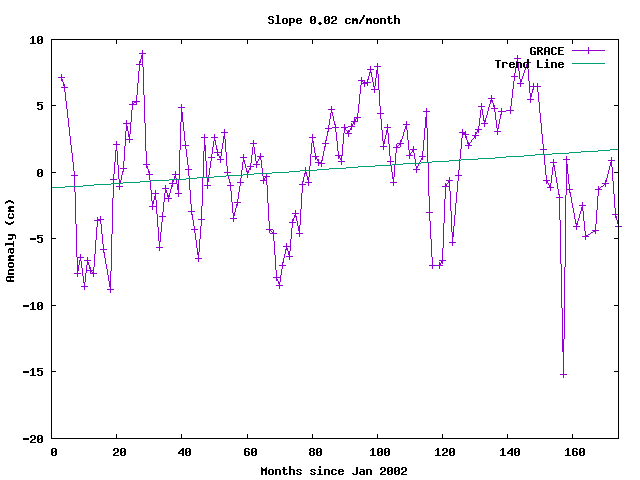 Slope 0.02 cm/month
GRACE
Trend Line
10
5
0
-5
-10
-15
-20
Anomaly (cm)
0 20 40 60 80 100 120 140 160
Months since Jan 2002